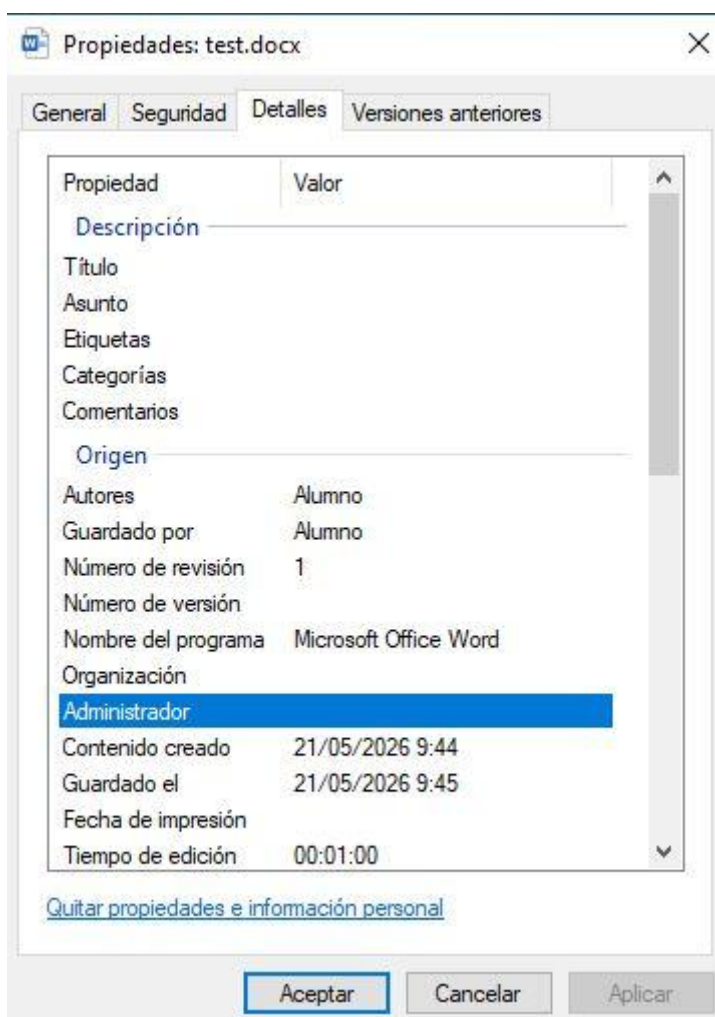 Propiedades: test.docx
General Seguridad Detalles Versiones anteriores
Propiedad Valor
Descripción
Título
Asunto
Etiquetas
Categorías
Comentarios
Origen
Autores Alumno
Guardado por Alumno
Número de revisión 1
Número de versión
Nombre del programa Microsoft Office Word
Organización
Administrador
Contenido creado 21/05/2026 9:44
Guardado el 21/05/2026 9:45
Fecha de impresión
Tiempo de edición 00:01:00
Quitar propiedades e información personal
Aceptar Cancelar Aplicar